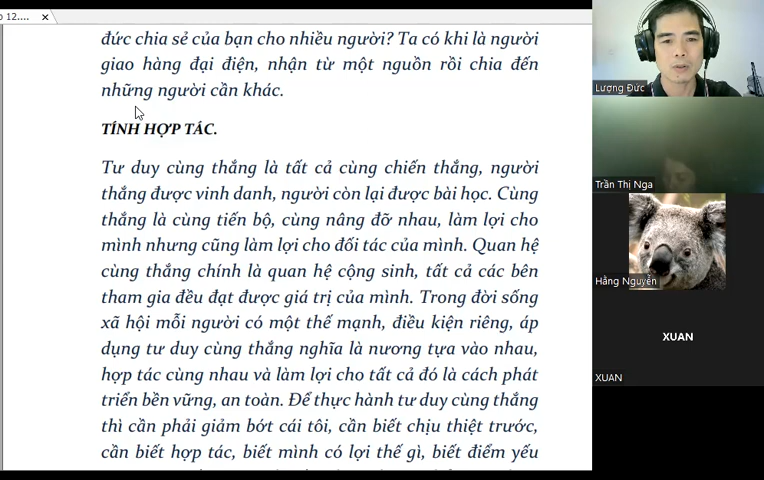 o 12.... ×
đức chia sẻ của bạn cho nhiều người? Ta có khi là người
giao hàng đại điện, nhận từ một nguồn rồi chia đến
những người cần khác.
TÍNH HỢP TÁC.
Tư duy cùng thắng là tất cả cùng chiến thắng, người
thắng được vinh danh, người còn lại được bài học. Cùng
thắng là cùng tiến bộ, cùng nâng đỡ nhau, làm lợi cho
mình nhưng cũng làm lợi cho đối tác của mình. Quan hệ
cùng thắng chính là quan hệ cộng sinh, tất cả các bên
tham gia đều đạt được giá trị của mình. Trong đời sống
xã hội mỗi người có một thế mạnh, điều kiện riêng, áp
dụng tư duy cùng thắng nghĩa là nương tựa vào nhau,
hợp tác cùng nhau và làm lợi cho tất cả đó là cách phát
triển bền vững, an toàn. Để thực hành tư duy cùng thắng
thì cần phải giảm bớt cái tôi, cần biết chịu thiệt trước,
cần biết hợp tác, biết mình có lợi thế gì, biết điểm yếu
Lượng Đức
Trần Thị Nga
Hằng Nguyễn
XUAN
XUAN